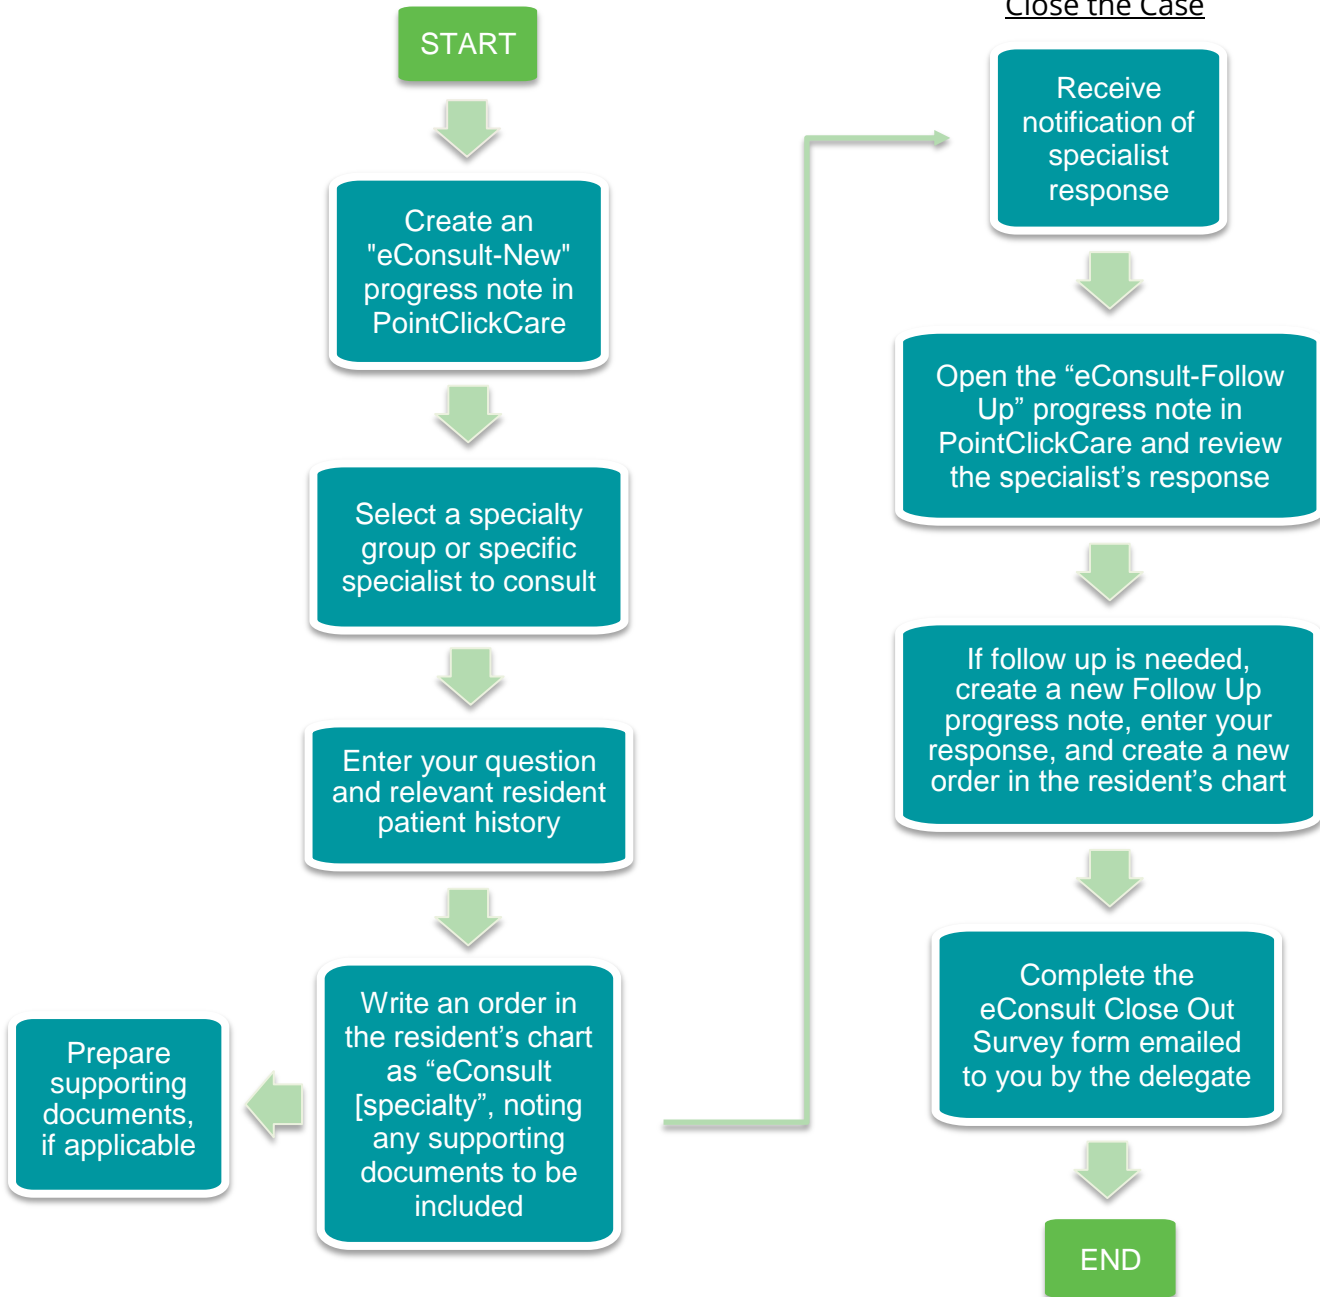 START
Create an
"eConsult-New"
progress note in
PointClickCare
Select a specialty
group or specific
specialist to consult
Enter your question
and relevant resident
patient history
Write an order in
the resident’s chart
as “eConsult
[specialty”, noting
any supporting
documents to be
included
Prepare
supporting
documents,
if applicable
Close the Case
Receive
notification of
specialist
response
Open the “eConsult-Follow
Up” progress note in
PointClickCare and review
the specialist’s response
If follow up is needed,
create a new Follow Up
progress note, enter your
response, and create a new
order in the resident’s chart
Complete the
eConsult Close Out
Survey form emailed
to you by the delegate
END